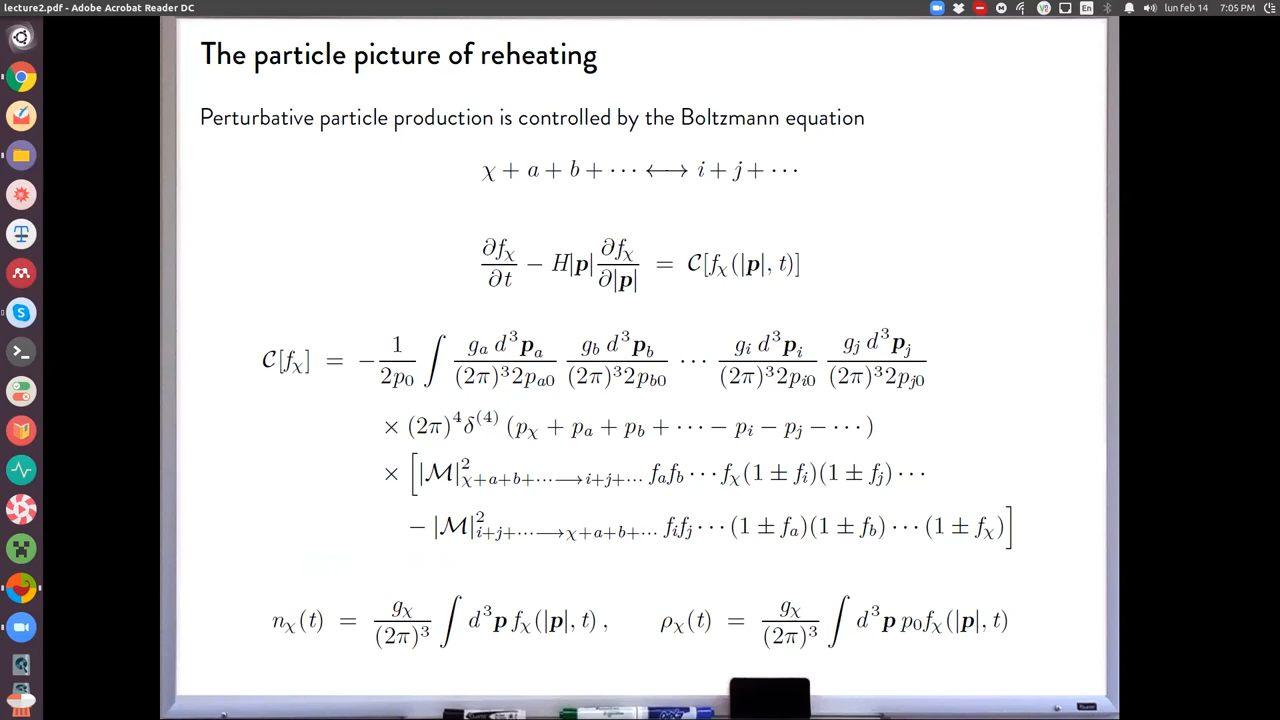 lecture2.pdf - Adobe Acrobat Reader DC
En
lun feb 14
7:05 PM
The particle picture of reheating
Perturbative particle production is controlled by the Boltzmann equation
χ + a + b + ··· ⟷ i + j + ···
∂f_χ/∂t − H|p| ∂f_χ/∂|p| = C[f_χ(|p|, t)]
C[f_χ] = −1/(2p_0) ∫ g_a d³p_a/((2π)³2p_{a0}) g_b d³p_b/((2π)³2p_{b0}) ··· g_i d³p_i/((2π)³2p_{i0}) g_j d³p_j/((2π)³2p_{j0})
× (2π)⁴δ⁽⁴⁾ (p_χ + p_a + p_b + ··· − p_i − p_j − ···)
× [|M|²_{χ+a+b+···⟶i+j+···} f_a f_b ··· f_χ(1 ± f_i)(1 ± f_j) ···
− |M|²_{i+j+···⟶χ+a+b+···} f_i f_j ··· (1 ± f_a)(1 ± f_b) ··· (1 ± f_χ)]
n_χ(t) = g_χ/(2π)³ ∫ d³p f_χ(|p|, t) , ρ_χ(t) = g_χ/(2π)³ ∫ d³p p_0 f_χ(|p|, t)